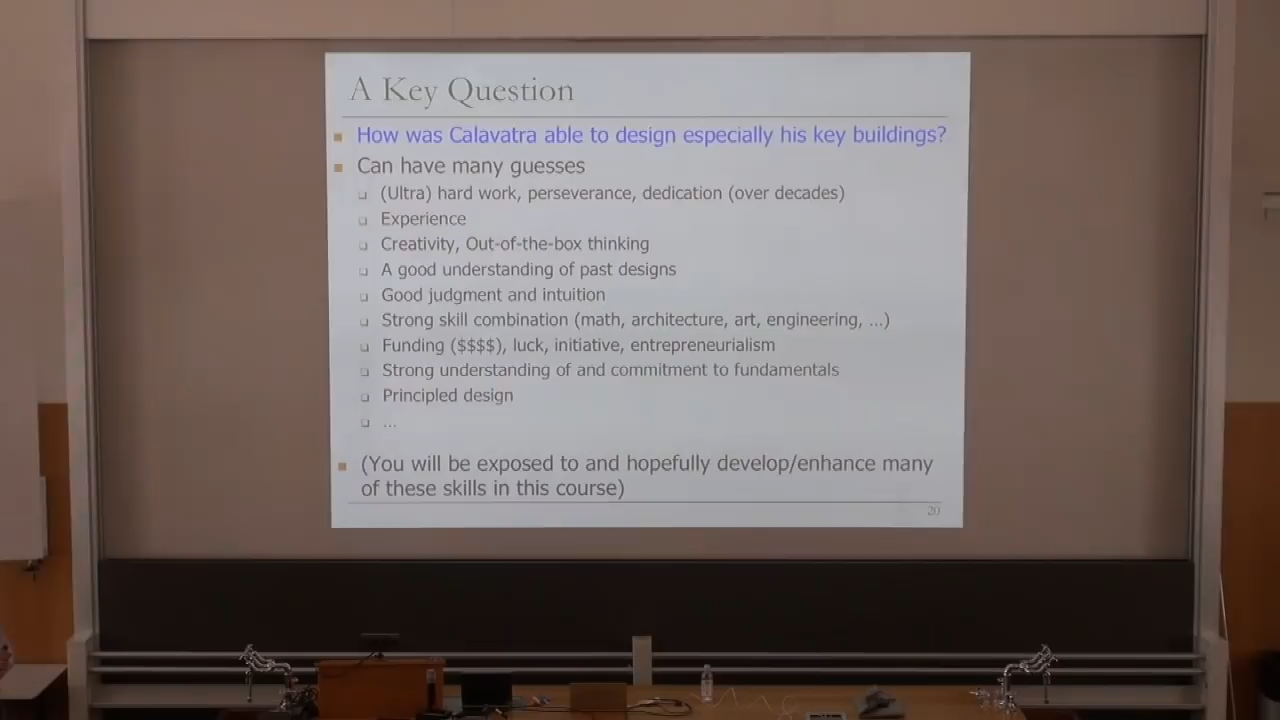 A Key Question
How was Calavatra able to design especially his key buildings?
Can have many guesses
(Ultra) hard work, perseverance, dedication (over decades)
Experience
Creativity, Out-of-the-box thinking
A good understanding of past designs
Good judgment and intuition
Strong skill combination (math, architecture, art, engineering, ...)
Funding ($$$$), luck, initiative, entrepreneurialism
Strong understanding of and commitment to fundamentals
Principled design
...
(You will be exposed to and hopefully develop/enhance many
of these skills in this course)
20